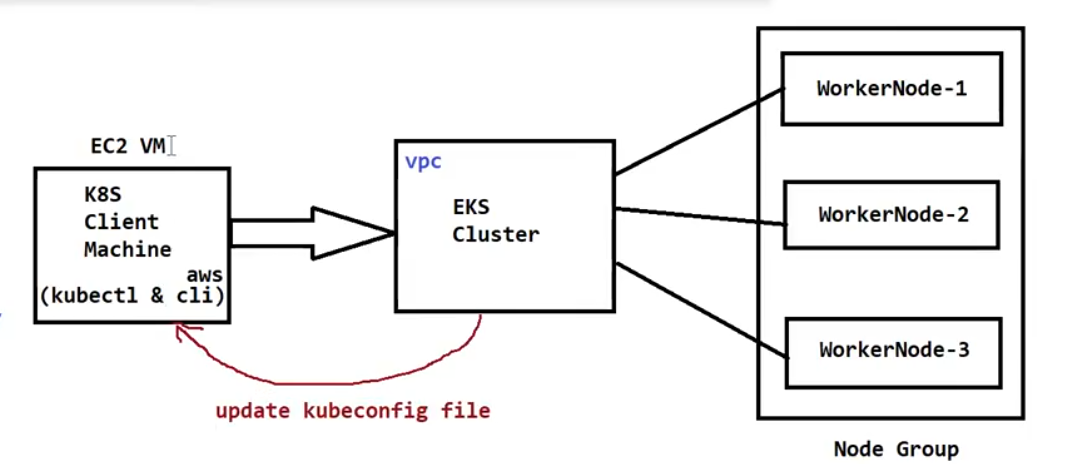 EC2 VM
K8S
Client
Machine
aws
(kubectl & cli)
vpc
EKS
Cluster
update kubeconfig file
WorkerNode-1
WorkerNode-2
WorkerNode-3
Node Group